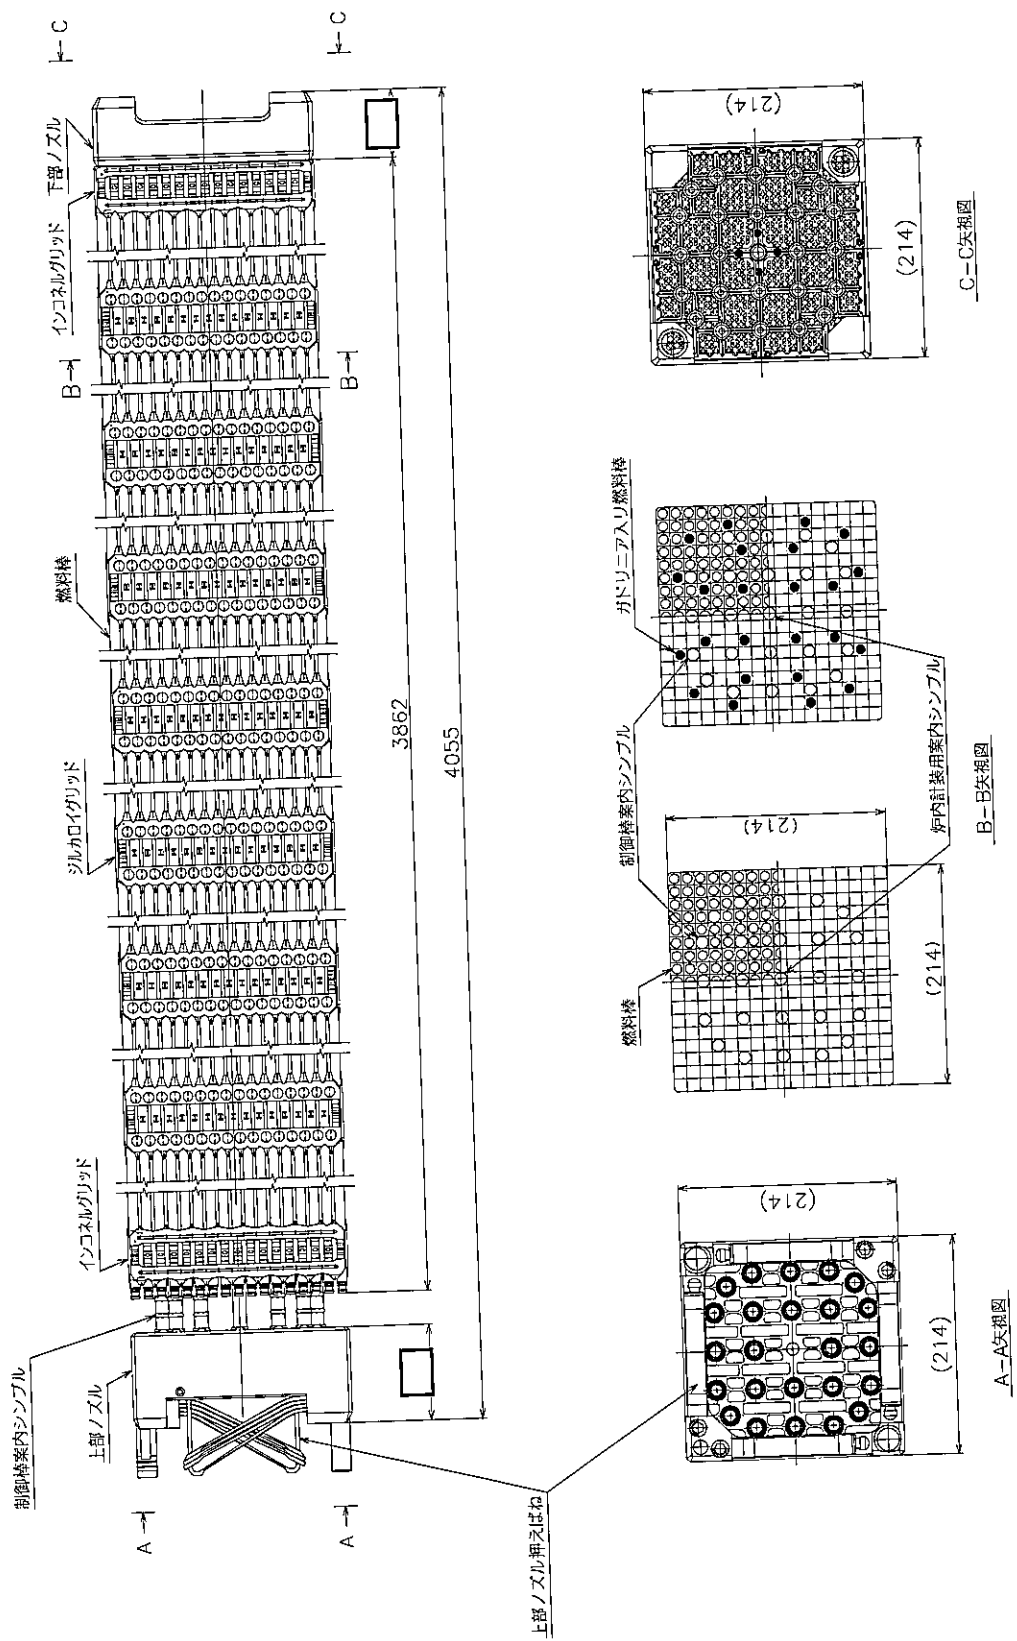 制御棒案内シンプル
上部ノズル
インコネルグリッド
ジルカロイグリッド
燃料棒
インコネルグリッド
下部ノズル
A
A
B
B
C
C
3862
4055
上部ノズル押えばね
(214)
(214)
A-A矢視図
燃料棒
制御棒案内シンプル
ガドリニア入り燃料棒
(214)
(214)
炉内計装用案内シンプル
B-B矢視図
(214)
(214)
C-C矢視図